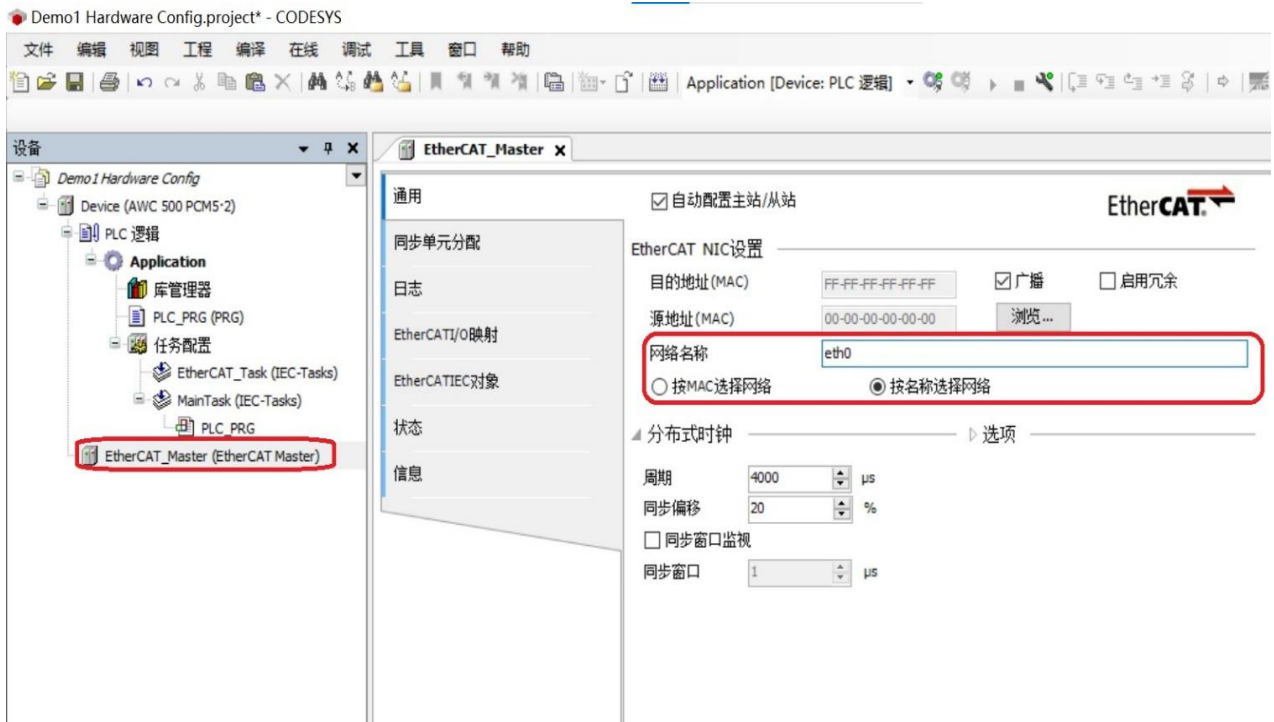 Demo1 Hardware Config.project* - CODESYS
文件 编辑 视图 工程 编译 在线 调试 工具 窗口 帮助
Application [Device: PLC 逻辑]
设备
EtherCAT_Master
Demo1 Hardware Config
Device (AWC 500 PCM5-2)
PLC 逻辑
Application
库管理器
PLC_PRG (PRG)
任务配置
EtherCAT_Task (IEC-Tasks)
MainTask (IEC-Tasks)
PLC_PRG
EtherCAT_Master (EtherCAT Master)
通用
同步单元分配
日志
EtherCATI/O映射
EtherCATIEC对象
状态
信息
自动配置主站/从站
EtherCAT.
EtherCAT NIC设置
目的地址(MAC) FF-FF-FF-FF-FF-FF 广播 启用冗余
源地址(MAC) 00-00-00-00-00-00 浏览...
网络名称 eth0
按MAC选择网络 按名称选择网络
分布式时钟 选项
周期 4000 μs
同步偏移 20 %
同步窗口监视
同步窗口 1 μs